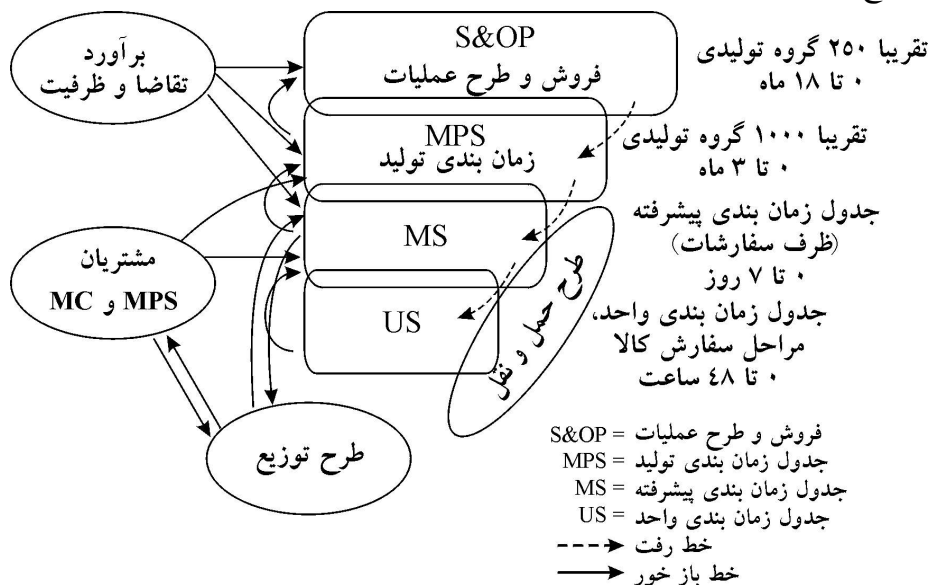 برآورد
تقاضا و ظرفیت
S&OP
فروش و طرح عملیات
تقریبا ۲۵۰ گروه تولیدی
۰ تا ۱۸ ماه
MPS
زمان بندی تولید
تقریبا ۱۰۰۰ گروه تولیدی
۰ تا ۳ ماه
مشتریان
MPS و MC
MS
جدول زمان بندی پیشرفته
(ظرف سفارشات)
۰ تا ۷ روز
US
طرح حمل و نقل
جدول زمان بندی واحد،
مراحل سفارش کالا
۰ تا ٤٨ ساعت
طرح توزیع
S&OP = فروش و طرح عملیات
MPS = جدول زمان بندی تولید
MS = جدول زمان بندی پیشرفته
US = جدول زمان بندی واحد
خط رفت
خط باز خور